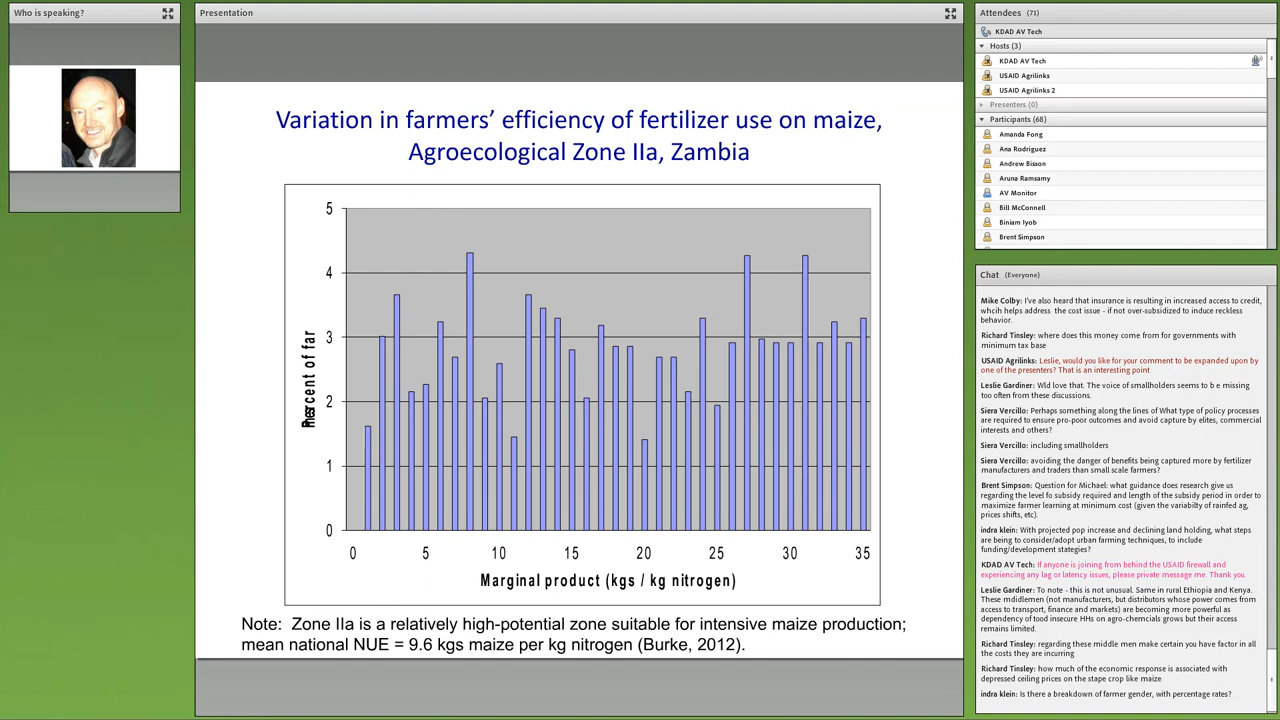 Who is speaking?
Presentation
Variation in farmers’ efficiency of fertilizer use on maize,
Agroecological Zone IIa, Zambia
5
4
3
2
1
0
0 5 10 15 20 25 30 35
Percent of far
Marginal product (kgs / kg nitrogen)
Note: Zone IIa is a relatively high-potential zone suitable for intensive maize production;
mean national NUE = 9.6 kgs maize per kg nitrogen (Burke, 2012).
Attendees (71)
KDAD AV Tech
Hosts (3)
KDAD AV Tech
USAID Agrilinks
USAID Agrilinks 2
Presenters (0)
Participants (68)
Amanda Fong
Ana Rodriguez
Andrew Bisson
Aruna Ramsamy
AV Monitor
Bill McConnell
Biniam Iyob
Brent Simpson
Chat (Everyone)
Mike Colby: I've also heard that insurance is resulting in increased access to credit,
whcih helps address the cost issue - if not over-subsidized to induce reckless
behavior.
Richard Tinsley: where does this money come from for governments with
minimum tax base
USAID Agrilinks: Leslie, would you like for your comment to be expanded upon by
one of the presenters? That is an interesting point
Leslie Gardiner: Wld love that. The voice of smallholders seems to b e missing
too often from these discussions.
Siera Vercillo: Perhaps something along the lines of What type of policy processes
are required to ensure pro-poor outcomes and avoid capture by elites, commercial
interests and others?
Siera Vercillo: including smallholders
Siera Vercillo: avoiding the danger of benefits being captured more by fertilizer
manufacturers and traders than small scale farmers?
Brent Simpson: Question for Michael: what guidance does research give us
regarding the level fo subsidy required and length of the subsidy period in order to
maximize farmer learning at minimum cost (given the variabilty of rainfed ag,
prices shifts, etc).
indra klein: With projected pop increase and declining land holding, what steps
are being to consider/adopt urban farming techniques, to include
funding/development stategies?
KDAD AV Tech: If anyone is joining from behind the USAID firewall and
experiencing any lag or latency issues, please private message me. Thank you.
Leslie Gardiner: To note - this is not unusual. Same in rural Ethiopia and Kenya.
These mdidlemen (not manufacturers, but distributors whose power comes from
access to transport, finance and markets) are becoming more powerful as
dependency of food insecure HHs on agro-chemicals grows but their access
remains limited.
Richard Tinsley: regarding these middle men make certain you have factor in all
the costs they are incurring
Richard Tinsley: how much of the economic response is associated with
depressed ceiling prices on the stape crop like maize
indra klein: Is there a breakdown of farmer gender, with percentage rates?